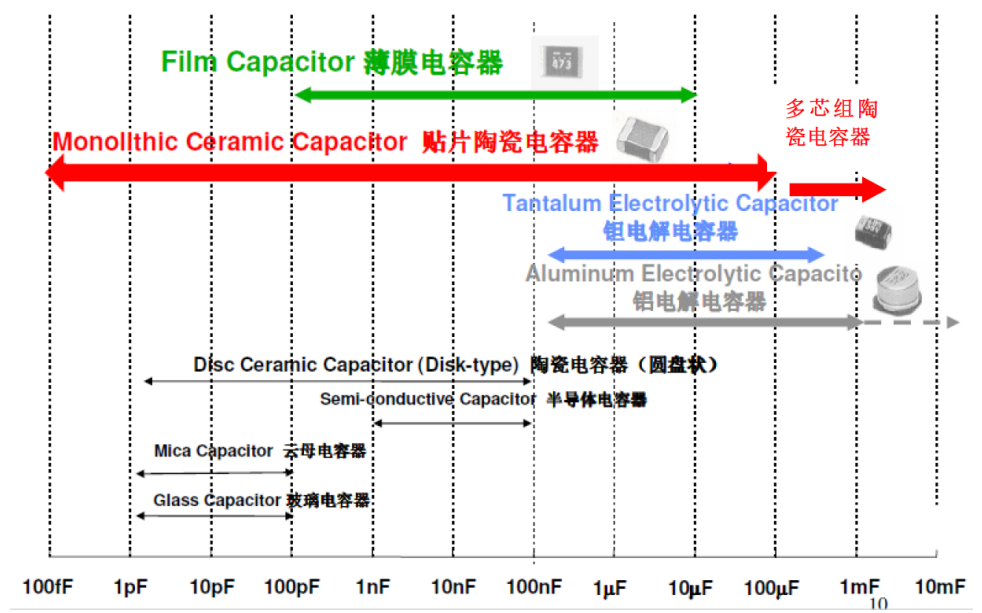 Film Capacitor 薄膜电容器
473
多芯组陶
瓷电容器
Monollthic Ceramic Capacitor 贴片陶瓷电容器
Tantalum Electrolytic Capacitor
钽电解电容器
Aluminum Electrolytic Capacito
铝电解电容器
Disc Ceramic Capacitor (Disk-type) 陶瓷电容器（圆盘状）
Semi-conductive Capacitor 半导体电容器
Mica Capacitor 云母电容器
Glass Capacitor 玻璃电容器
100fF 1pF 10pF 100pF 1nF 10nF 100nF 1μF 10μF 100μF 1mF 10mF
10